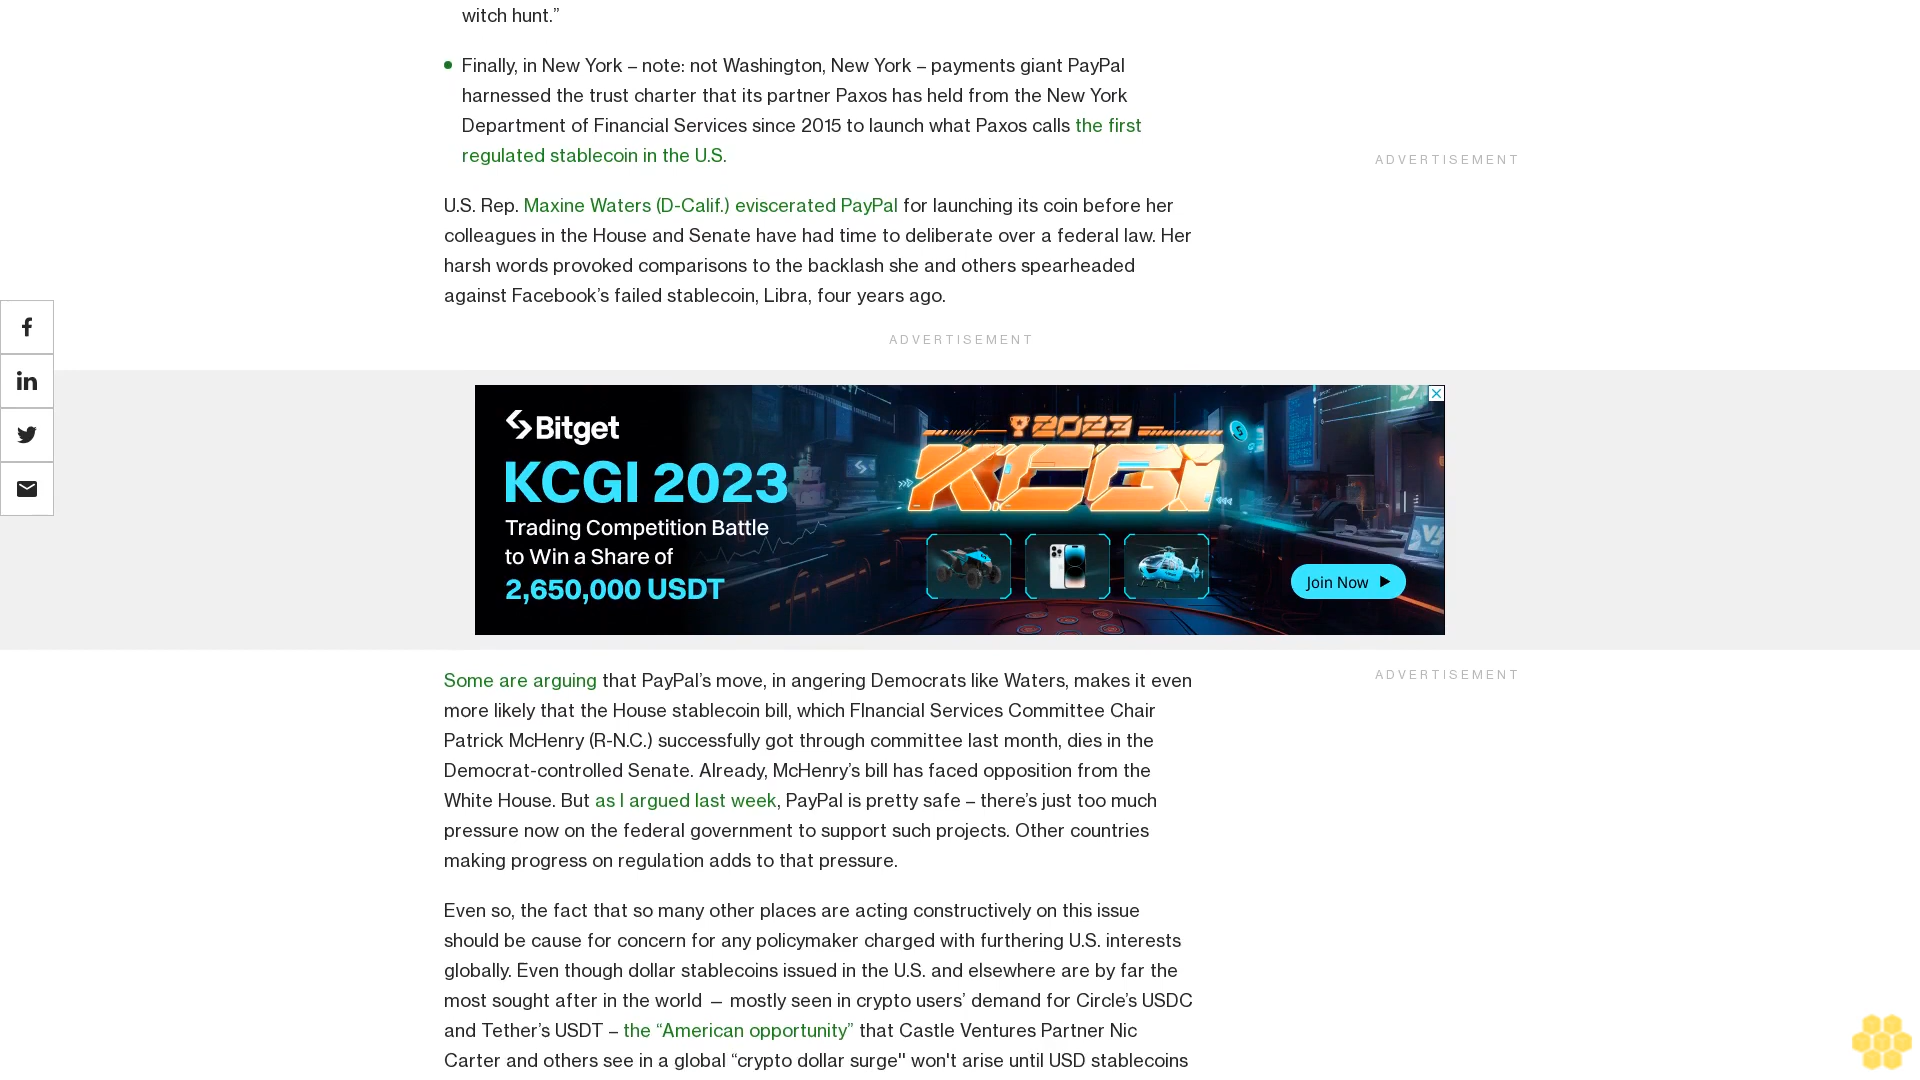 witch hunt.”
Finally, in New York – note: not Washington, New York – payments giant PayPal
harnessed the trust charter that its partner Paxos has held from the New York
Department of Financial Services since 2015 to launch what Paxos calls the first
regulated stablecoin in the U.S.
ADVERTISEMENT
U.S. Rep. Maxine Waters (D-Calif.) eviscerated PayPal for launching its coin before her
colleagues in the House and Senate have had time to deliberate over a federal law. Her
harsh words provoked comparisons to the backlash she and others spearheaded
against Facebook’s failed stablecoin, Libra, four years ago.
ADVERTISEMENT
Bitget
KCGI 2023
Trading Competition Battle
to Win a Share of
2,650,000 USDT
2023
KCGI
Join Now
ADVERTISEMENT
Some are arguing that PayPal’s move, in angering Democrats like Waters, makes it even
more likely that the House stablecoin bill, which FInancial Services Committee Chair
Patrick McHenry (R-N.C.) successfully got through committee last month, dies in the
Democrat-controlled Senate. Already, McHenry’s bill has faced opposition from the
White House. But as I argued last week, PayPal is pretty safe – there’s just too much
pressure now on the federal government to support such projects. Other countries
making progress on regulation adds to that pressure.
Even so, the fact that so many other places are acting constructively on this issue
should be cause for concern for any policymaker charged with furthering U.S. interests
globally. Even though dollar stablecoins issued in the U.S. and elsewhere are by far the
most sought after in the world — mostly seen in crypto users’ demand for Circle’s USDC
and Tether’s USDT – the “American opportunity” that Castle Ventures Partner Nic
Carter and others see in a global “crypto dollar surge" won't arise until USD stablecoins